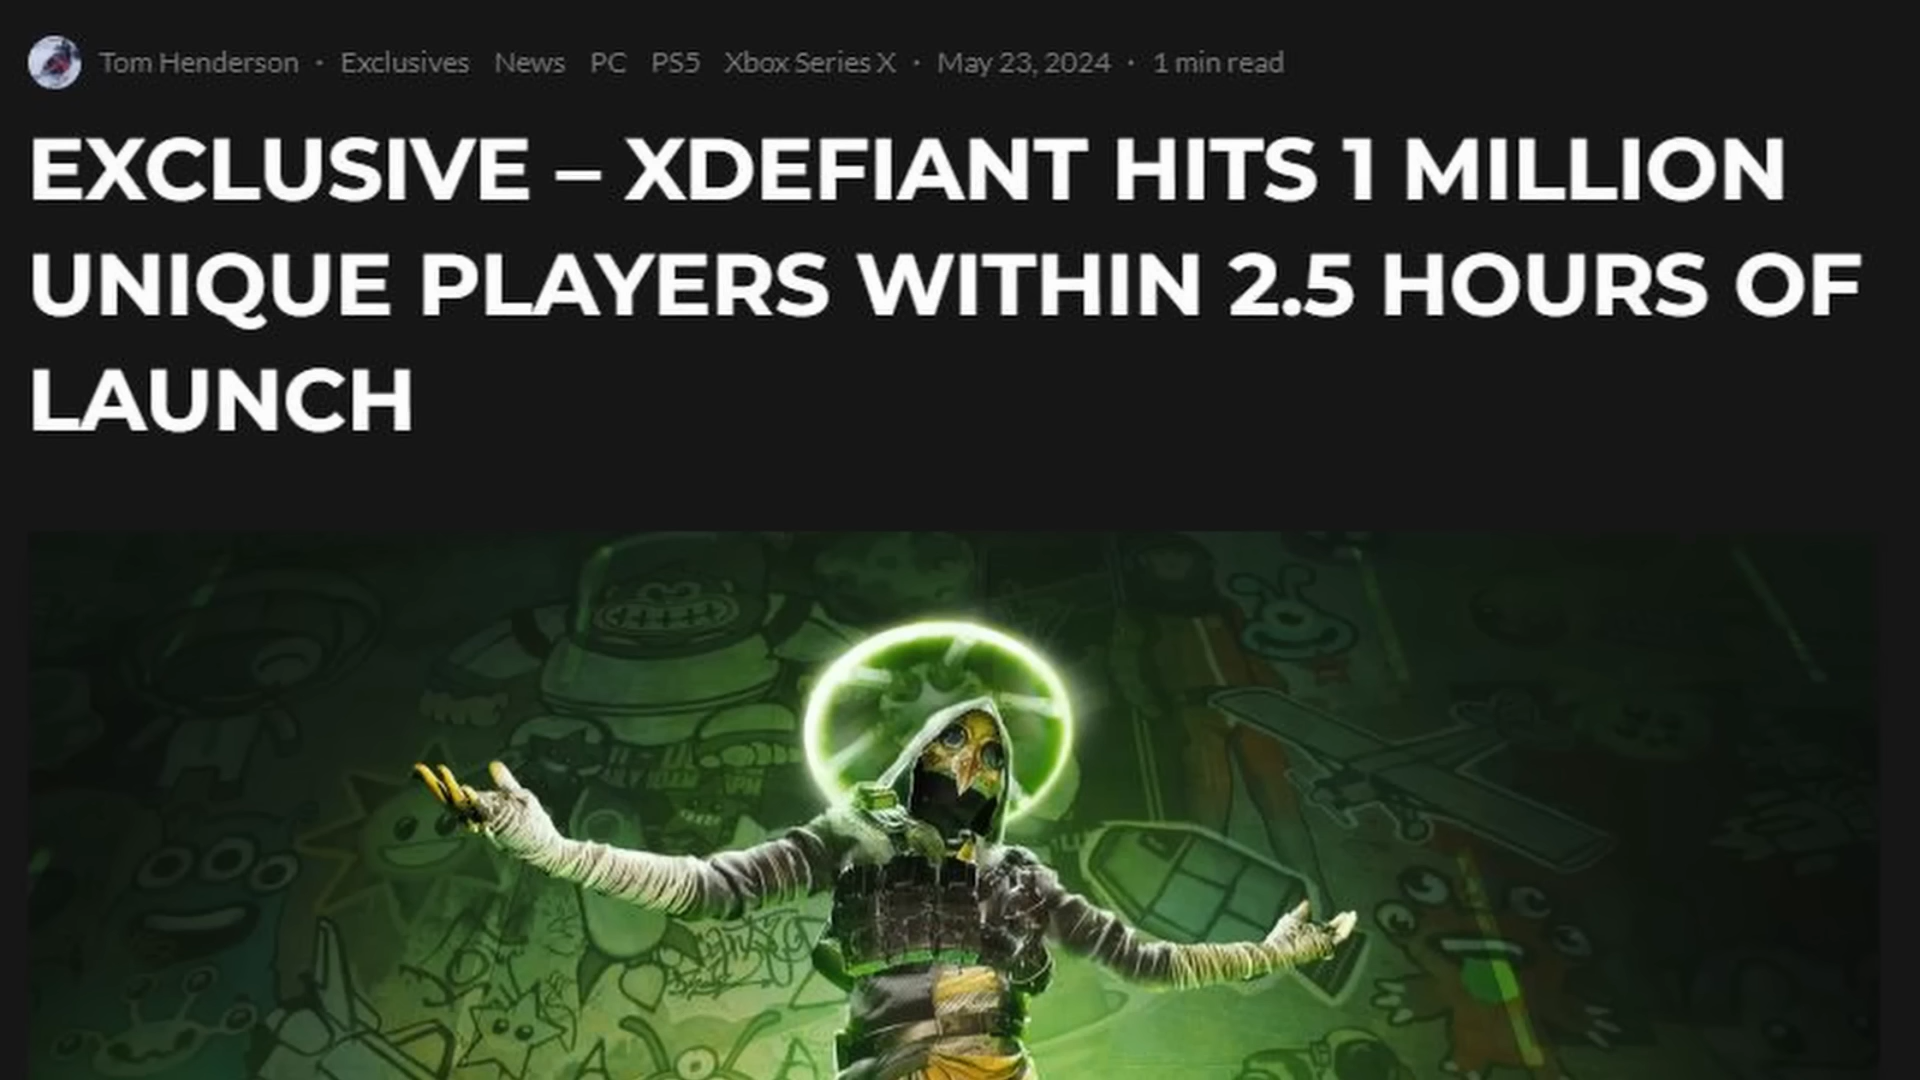 Tom Henderson · Exclusives News PC PS5 Xbox Series X · May 23, 2024 · 1 min read
EXCLUSIVE – XDEFIANT HITS 1 MILLION
UNIQUE PLAYERS WITHIN 2.5 HOURS OF
LAUNCH